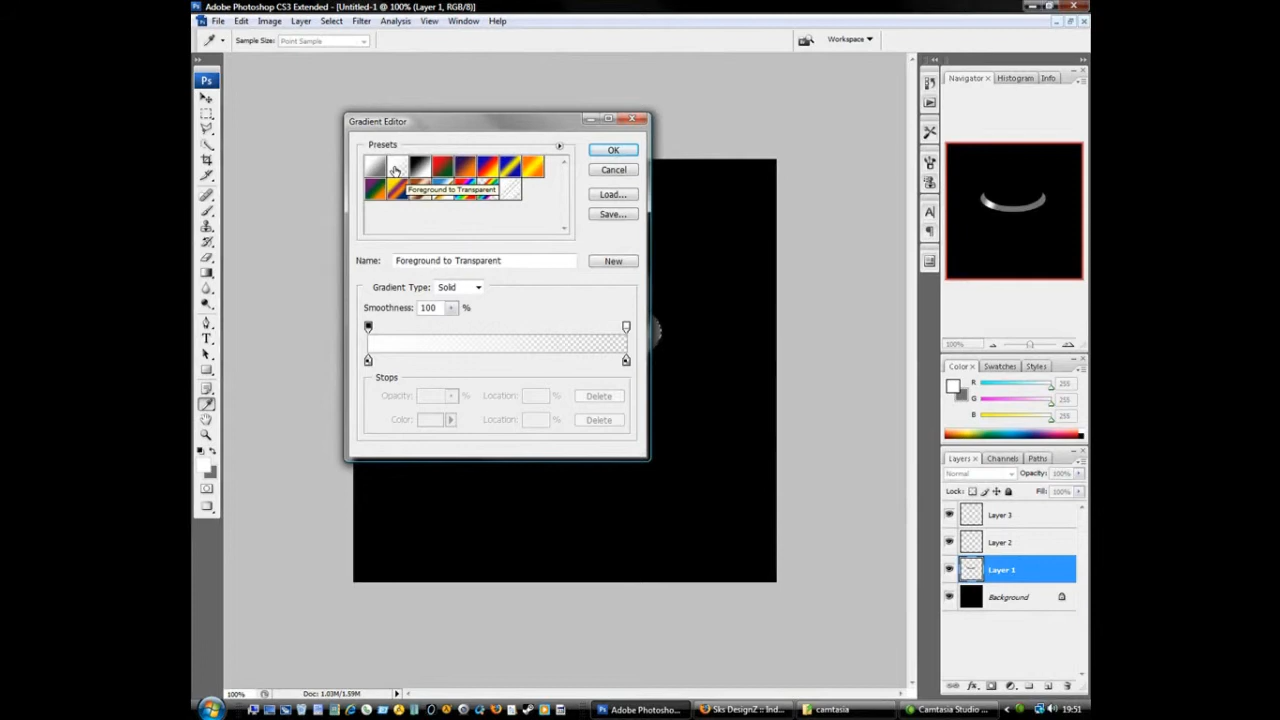 Adobe Photoshop CS3 Extended - [Untitled-1 @ 100% (Layer 1, RGB/8)]
Ps File Edit Image Layer Select Filter Analysis View Window Help
Sample Size: Point Sample
Workspace
Ps
Gradient Editor
Presets
Foreground to Transparent
OK
Cancel
Load...
Save...
Name: Foreground to Transparent
New
Gradient Type: Solid
Smoothness: 100 %
Stops
Opacity: % Location: Delete
Color: Location: Delete
Navigator × Histogram Info
100%
Color × Swatches Styles
R 255
G 255
B 255
Layers × Channels Paths
Normal Opacity: 100%
Lock: Fill: 100%
Layer 3
Layer 2
Layer 1
Background
100% Doc: 1.03M/1.59M
Adobe Photosho... Sks DesignZ :: Ind... camtasia Camtasia Studio ... 19:51